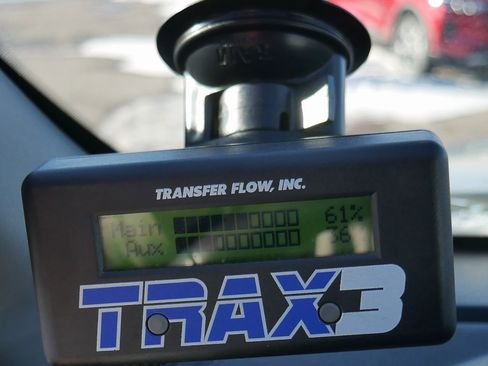 TRANSFER FLOW, INC.
Main 61%
Aux 36
TRAX3